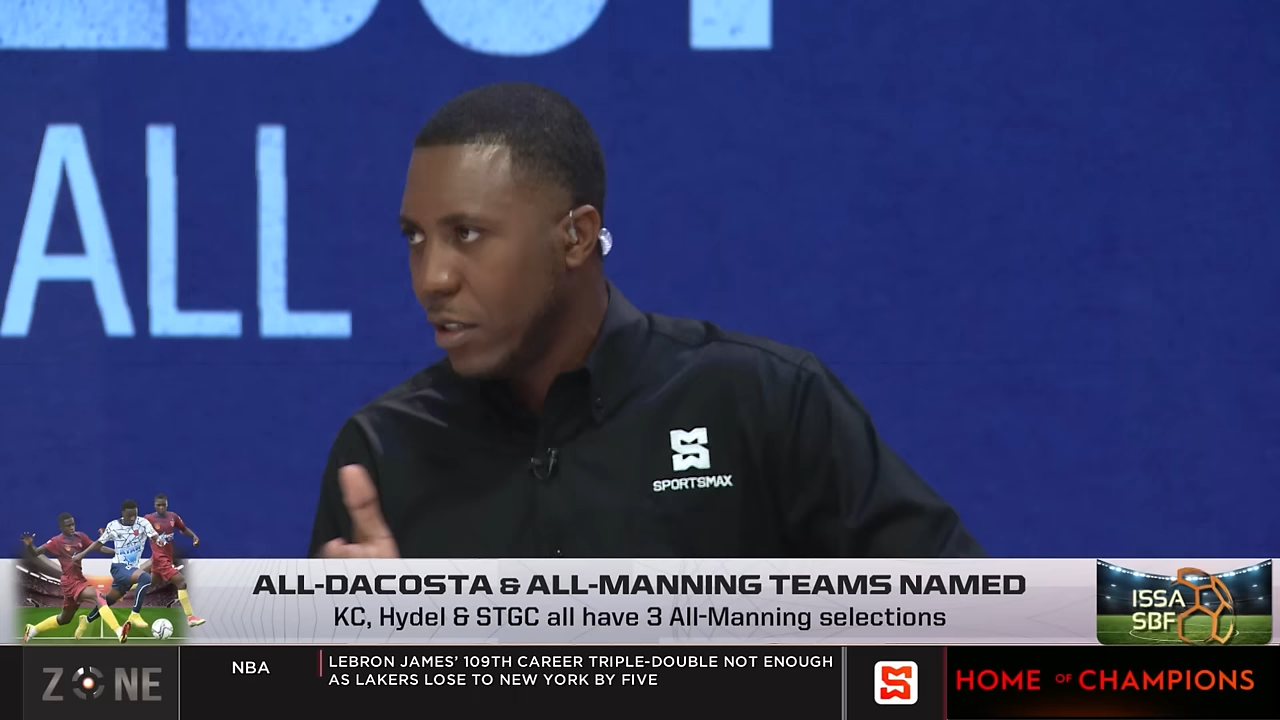 ALL
SPORTSMAX
ALL-DACOSTA & ALL-MANNING TEAMS NAMED
KC, Hydel & STGC all have 3 All-Manning selections
ISSA
SBF
ZONE
NBA
LEBRON JAMES’ 109TH CAREER TRIPLE-DOUBLE NOT ENOUGH
AS LAKERS LOSE TO NEW YORK BY FIVE
HOME OF CHAMPIONS